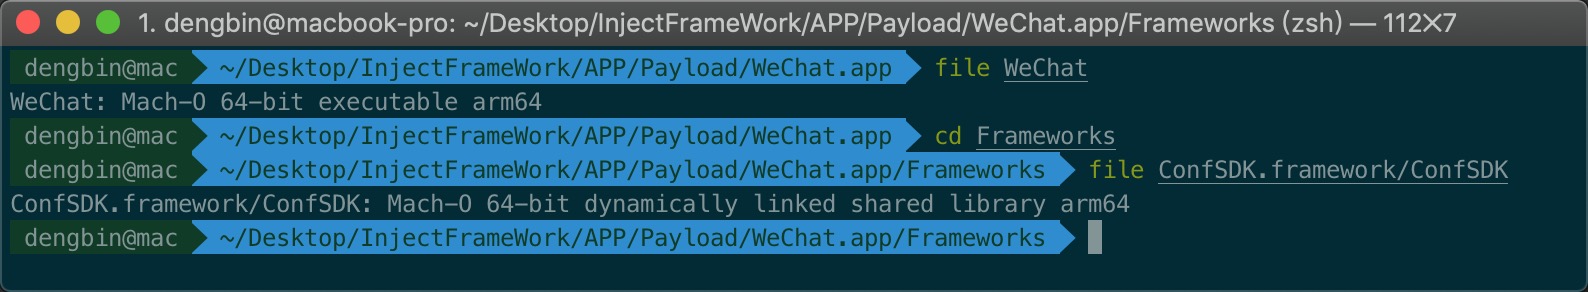 1. dengbin@macbook-pro: ~/Desktop/InjectFrameWork/APP/Payload/WeChat.app/Frameworks (zsh) — 112✕7
dengbin@mac ~/Desktop/InjectFrameWork/APP/Payload/WeChat.app file WeChat
WeChat: Mach-O 64-bit executable arm64
dengbin@mac ~/Desktop/InjectFrameWork/APP/Payload/WeChat.app cd Frameworks
dengbin@mac ~/Desktop/InjectFrameWork/APP/Payload/WeChat.app/Frameworks file ConfSDK.framework/ConfSDK
ConfSDK.framework/ConfSDK: Mach-O 64-bit dynamically linked shared library arm64
dengbin@mac ~/Desktop/InjectFrameWork/APP/Payload/WeChat.app/Frameworks